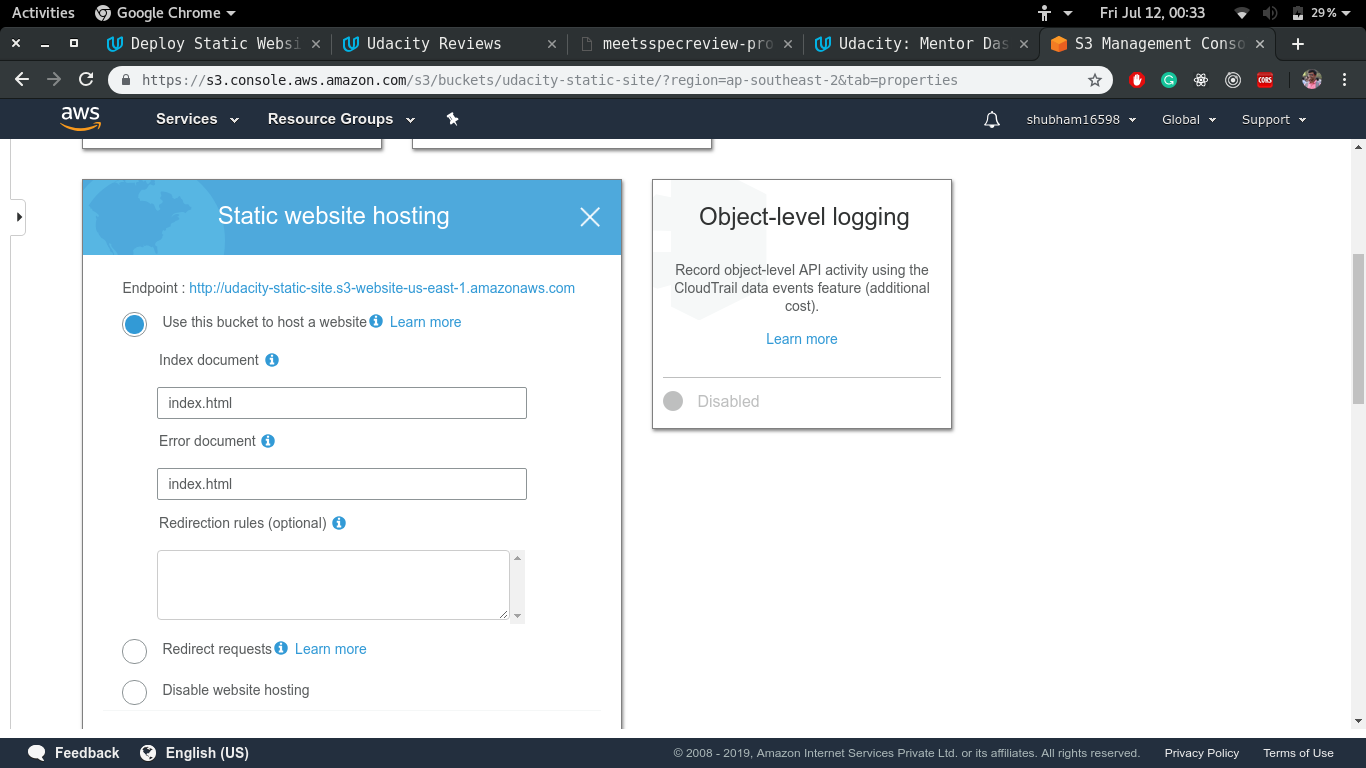 Activities Google Chrome Fri Jul 12, 00:33 29%
Deploy Static Websi Udacity Reviews meetsspecreview-pro Udacity: Mentor Das S3 Management Conso
https://s3.console.aws.amazon.com/s3/buckets/udacity-static-site/?region=ap-southeast-2&tab=properties CORS
aws Services Resource Groups shubham16598 Global Support
Static website hosting
Endpoint : http://udacity-static-site.s3-website-us-east-1.amazonaws.com
Use this bucket to host a website Learn more
Index document
index.html
Error document
index.html
Redirection rules (optional)
Redirect requests Learn more
Disable website hosting
Object-level logging
Record object-level API activity using the
CloudTrail data events feature (additional
cost).
Learn more
Disabled
Feedback English (US) © 2008 - 2019, Amazon Internet Services Private Ltd. or its affiliates. All rights reserved. Privacy Policy Terms of Use